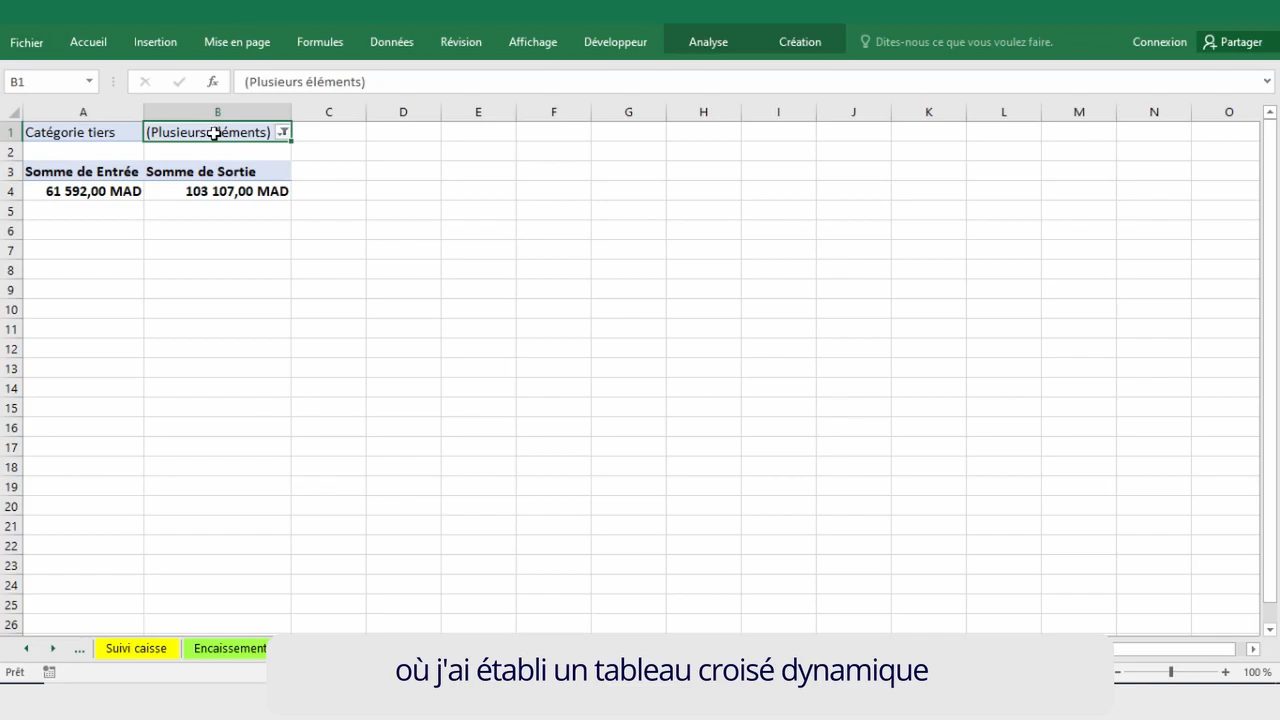 Fichier Accueil Insertion Mise en page Formules Données Révision Affichage Développeur Analyse Création Dites-nous ce que vous voulez faire. Connexion Partager
B1 fx (Plusieurs éléments)
A B C D E F G H I J K L M N O
1 Catégorie tiers (Plusieurs éléments)
2
3 Somme de Entrée Somme de Sortie
4 61 592,00 MAD 103 107,00 MAD
5
6
7
8
9
10
11
12
13
14
15
16
17
18
19
20
21
22
23
24
25
26
... Suivi caisse Encaissement
où j'ai établi un tableau croisé dynamique
Prêt 100 %